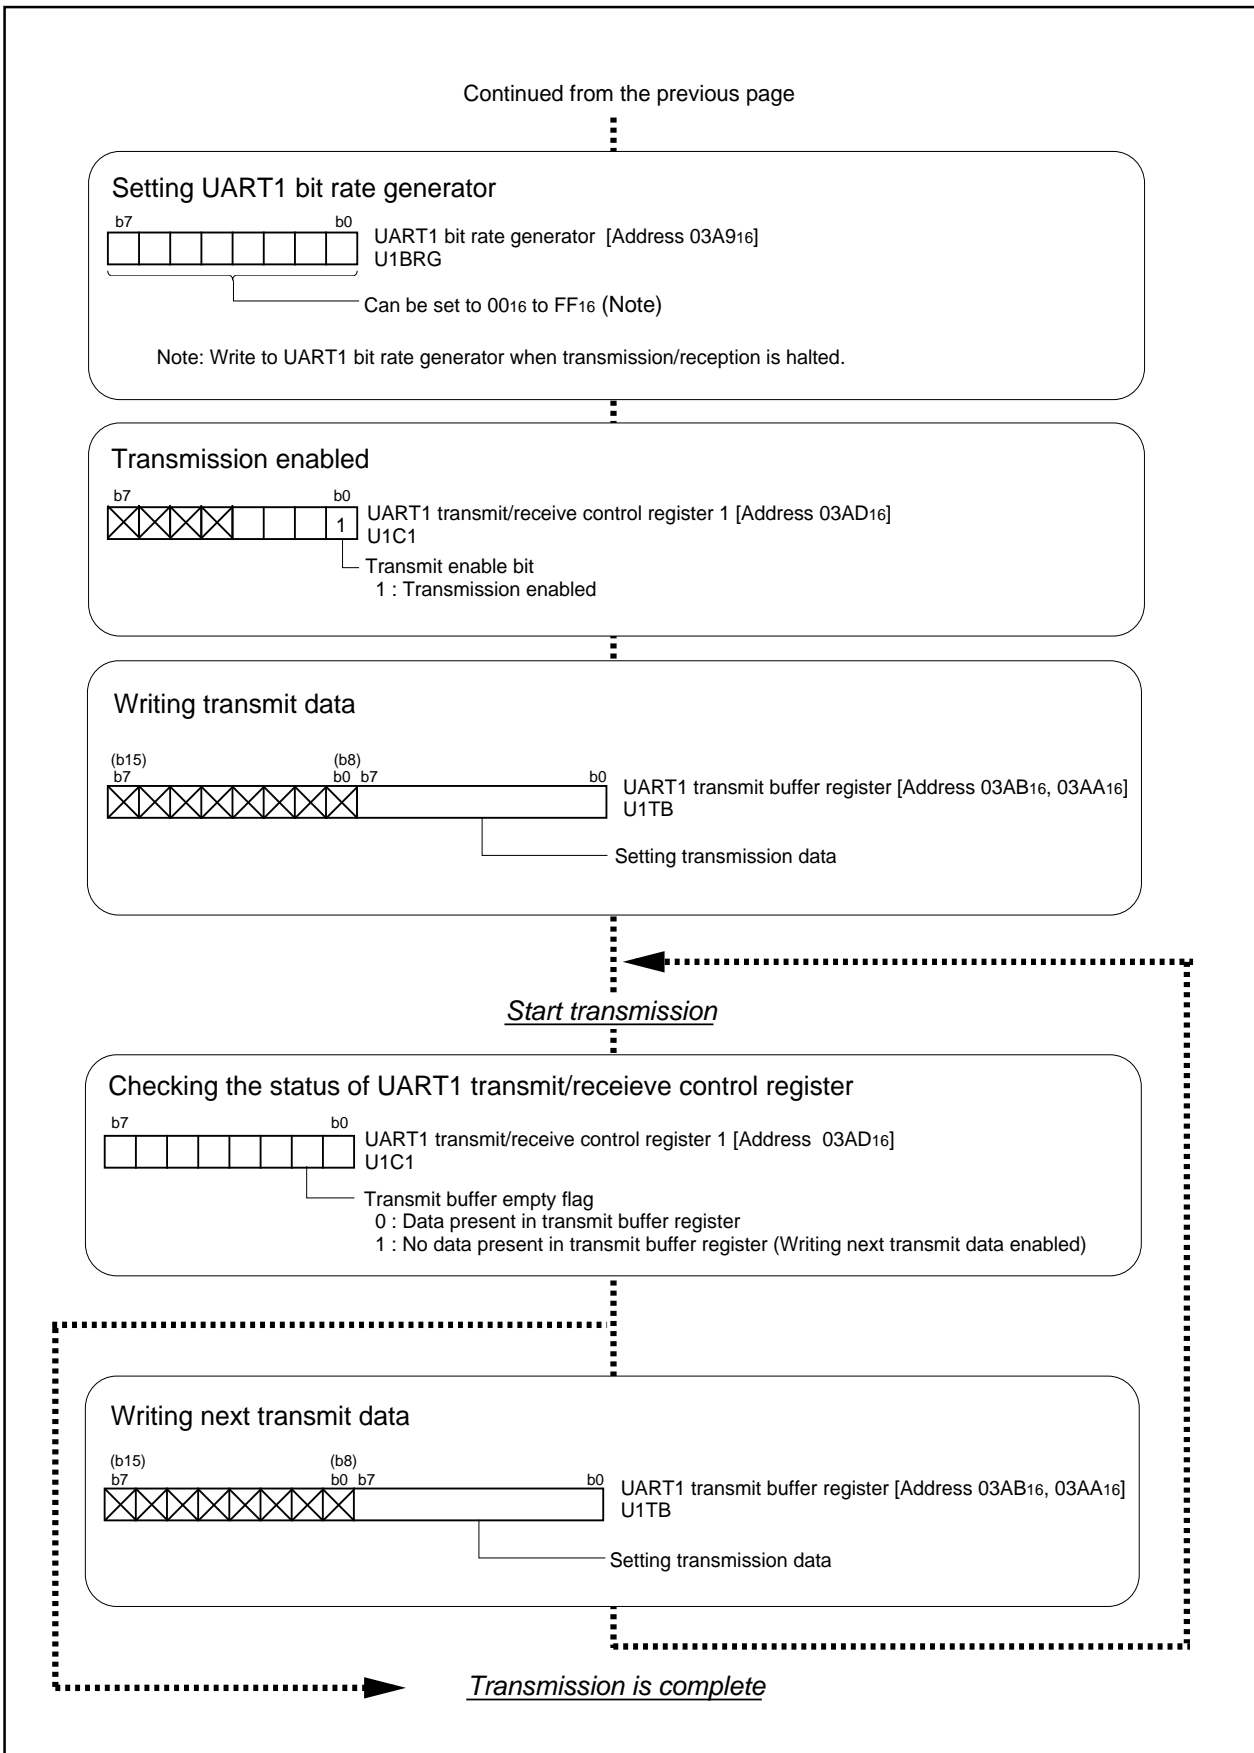 Continued from the previous page
Setting UART1 bit rate generator
b7 b0
UART1 bit rate generator [Address 03A916]
U1BRG
Can be set to 0016 to FF16 (Note)
Note: Write to UART1 bit rate generator when transmission/reception is halted.
Transmission enabled
b7 b0
1
UART1 transmit/receive control register 1 [Address 03AD16]
U1C1
Transmit enable bit
1 : Transmission enabled
Writing transmit data
(b15) (b8)
b7 b0 b7 b0
UART1 transmit buffer register [Address 03AB16, 03AA16]
U1TB
Setting transmission data
Start transmission
Checking the status of UART1 transmit/receieve control register
b7 b0
UART1 transmit/receive control register 1 [Address 03AD16]
U1C1
Transmit buffer empty flag
0 : Data present in transmit buffer register
1 : No data present in transmit buffer register (Writing next transmit data enabled)
Writing next transmit data
(b15) (b8)
b7 b0 b7 b0
UART1 transmit buffer register [Address 03AB16, 03AA16]
U1TB
Setting transmission data
Transmission is complete